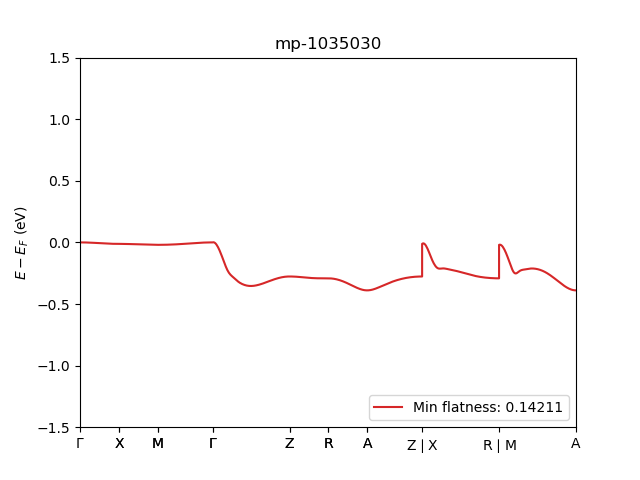 mp-1035030
1.5
1.0
0.5
0.0
−0.5
−1.0
−1.5
E − E_F (eV)
Min flatness: 0.14211
Γ X M Γ Z R A Z | X R | M A